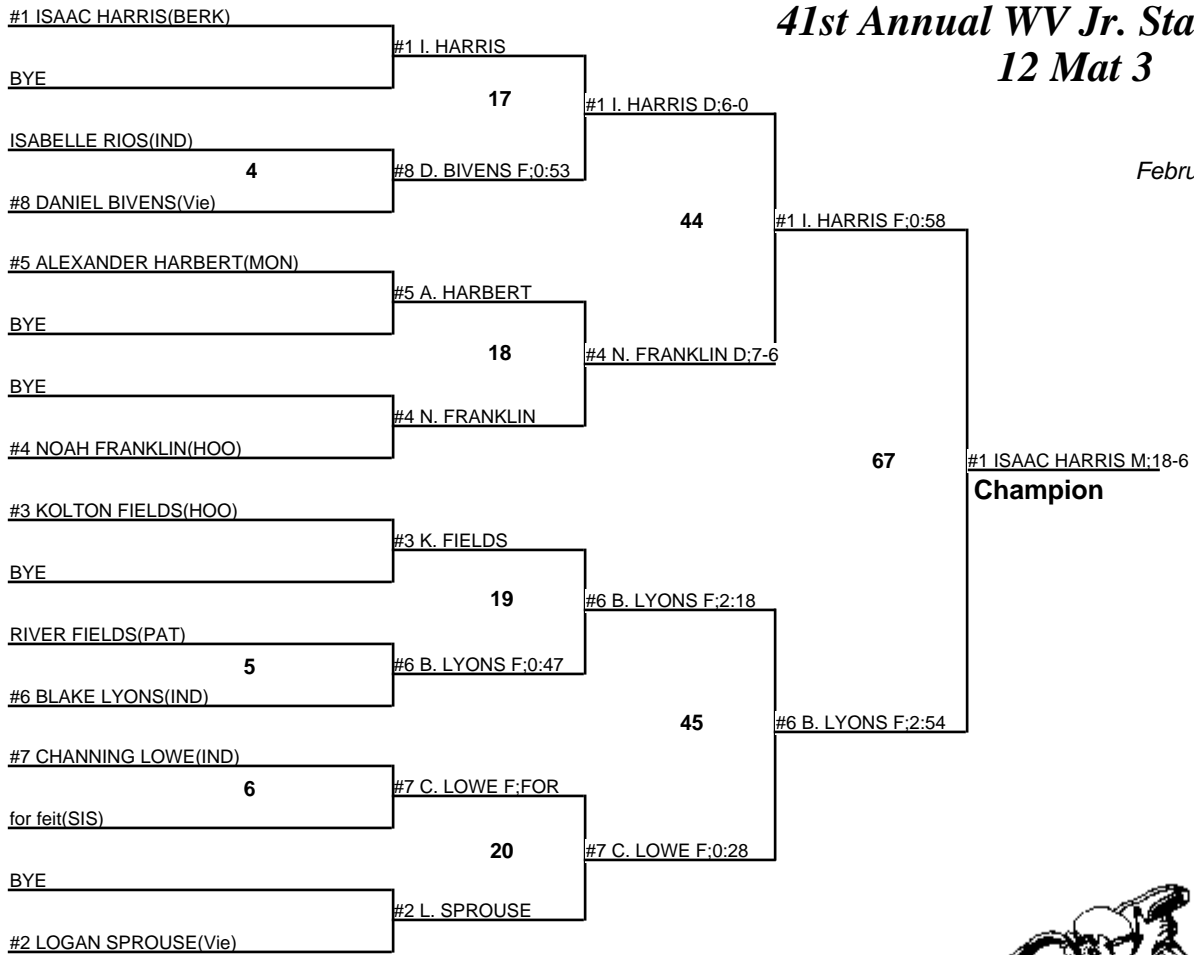 41st Annual WV Jr. Sta
12 Mat 3
Febru
#1 ISAAC HARRIS(BERK)
#1 I. HARRIS
BYE
17
#1 I. HARRIS D;6-0
ISABELLE RIOS(IND)
4
#8 D. BIVENS F;0:53
#8 DANIEL BIVENS(Vie)
44
#1 I. HARRIS F;0:58
#5 ALEXANDER HARBERT(MON)
#5 A. HARBERT
BYE
18
#4 N. FRANKLIN D;7-6
BYE
#4 N. FRANKLIN
#4 NOAH FRANKLIN(HOO)
67
#1 ISAAC HARRIS M;18-6
Champion
#3 KOLTON FIELDS(HOO)
#3 K. FIELDS
BYE
19
#6 B. LYONS F;2:18
RIVER FIELDS(PAT)
5
#6 B. LYONS F;0:47
#6 BLAKE LYONS(IND)
45
#6 B. LYONS F;2:54
#7 CHANNING LOWE(IND)
6
#7 C. LOWE F;FOR
for feit(SIS)
20
#7 C. LOWE F;0:28
BYE
#2 L. SPROUSE
#2 LOGAN SPROUSE(Vie)